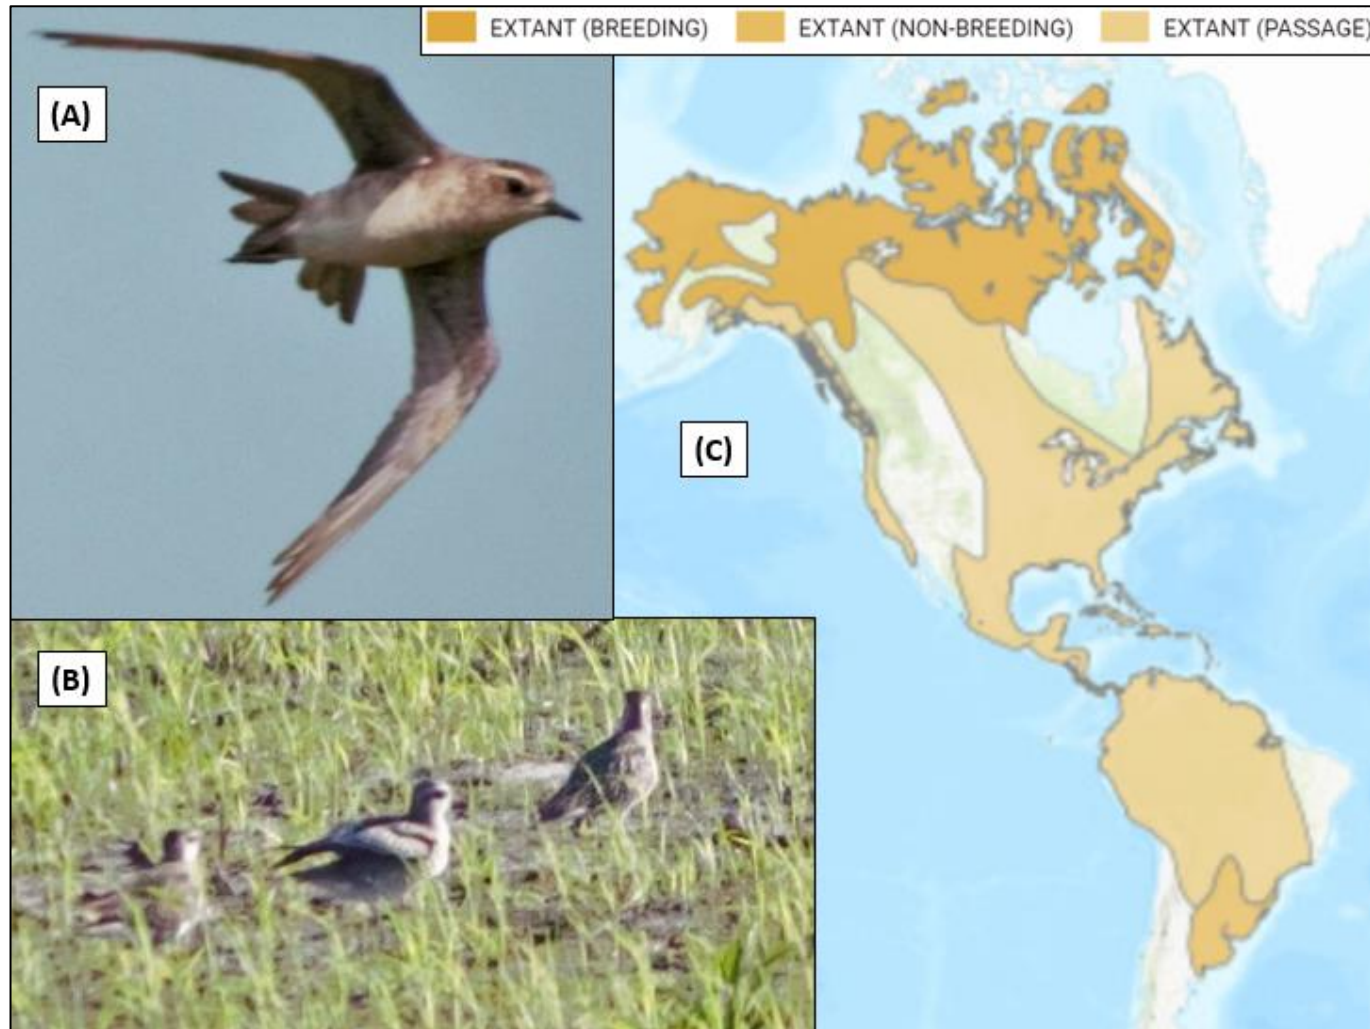 EXTANT (BREEDING) EXTANT (NON-BREEDING) EXTANT (PASSAGE)
(A)
(B)
(C)